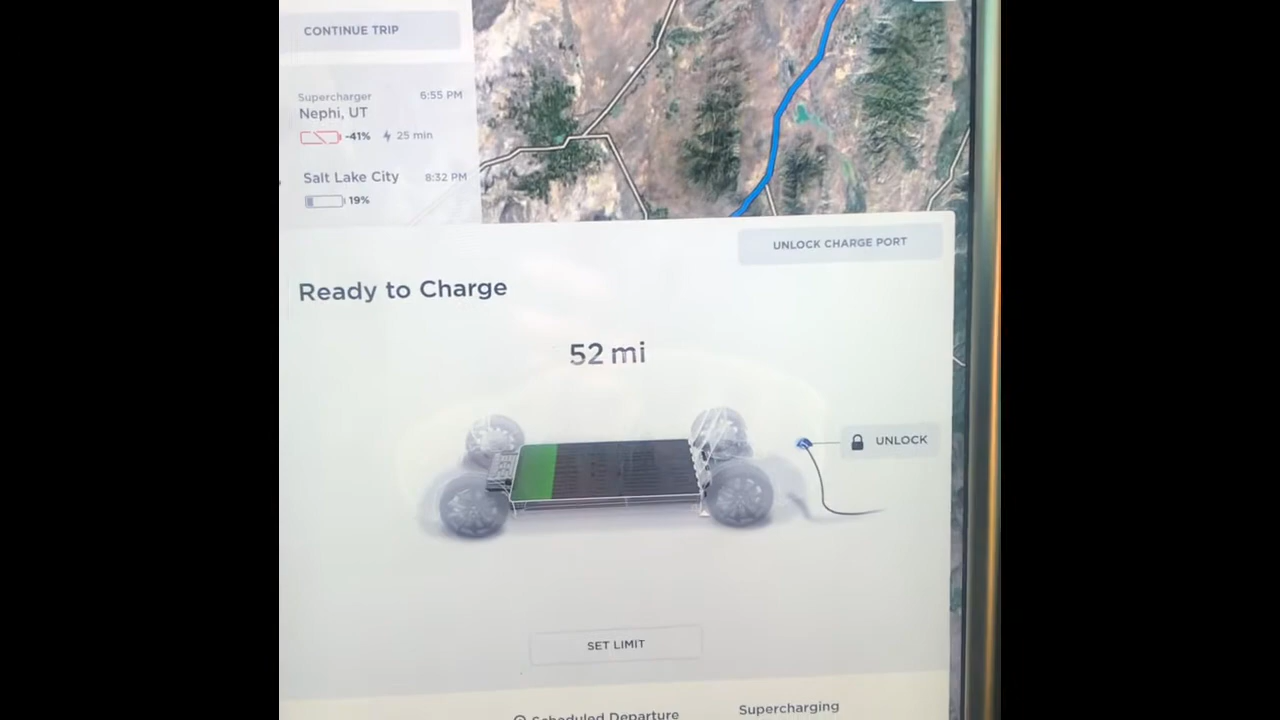 CONTINUE TRIP
Supercharger 6:55 PM
Nephi, UT
-41% 25 min
Salt Lake City 8:32 PM
19%
UNLOCK CHARGE PORT
Ready to Charge
52 mi
UNLOCK
SET LIMIT
Scheduled Departure
Supercharging